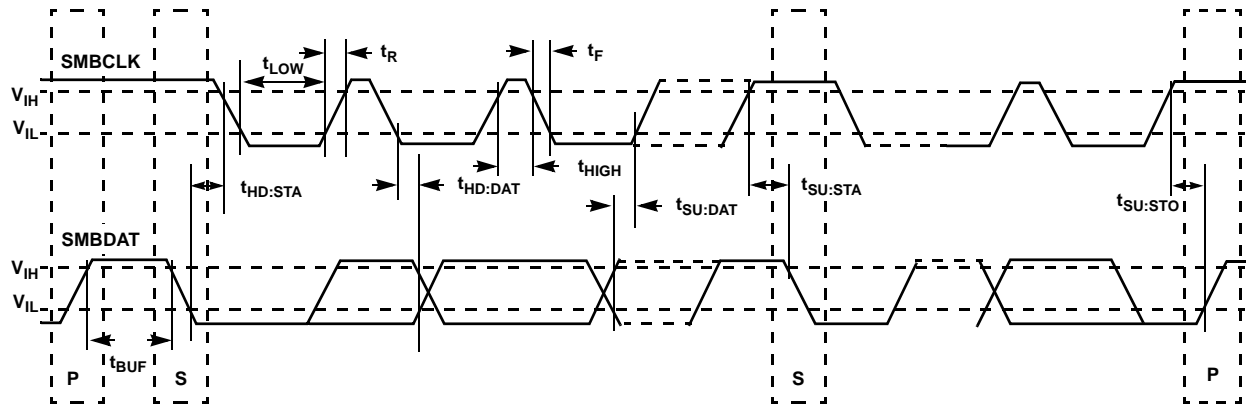 SMBCLK
tLOW
tR
tF
VIH
VIL
tHD:STA
tHD:DAT
tHIGH
tSU:DAT
tSU:STA
tSU:STO
SMBDAT
VIH
VIL
tBUF
P
S
S
P